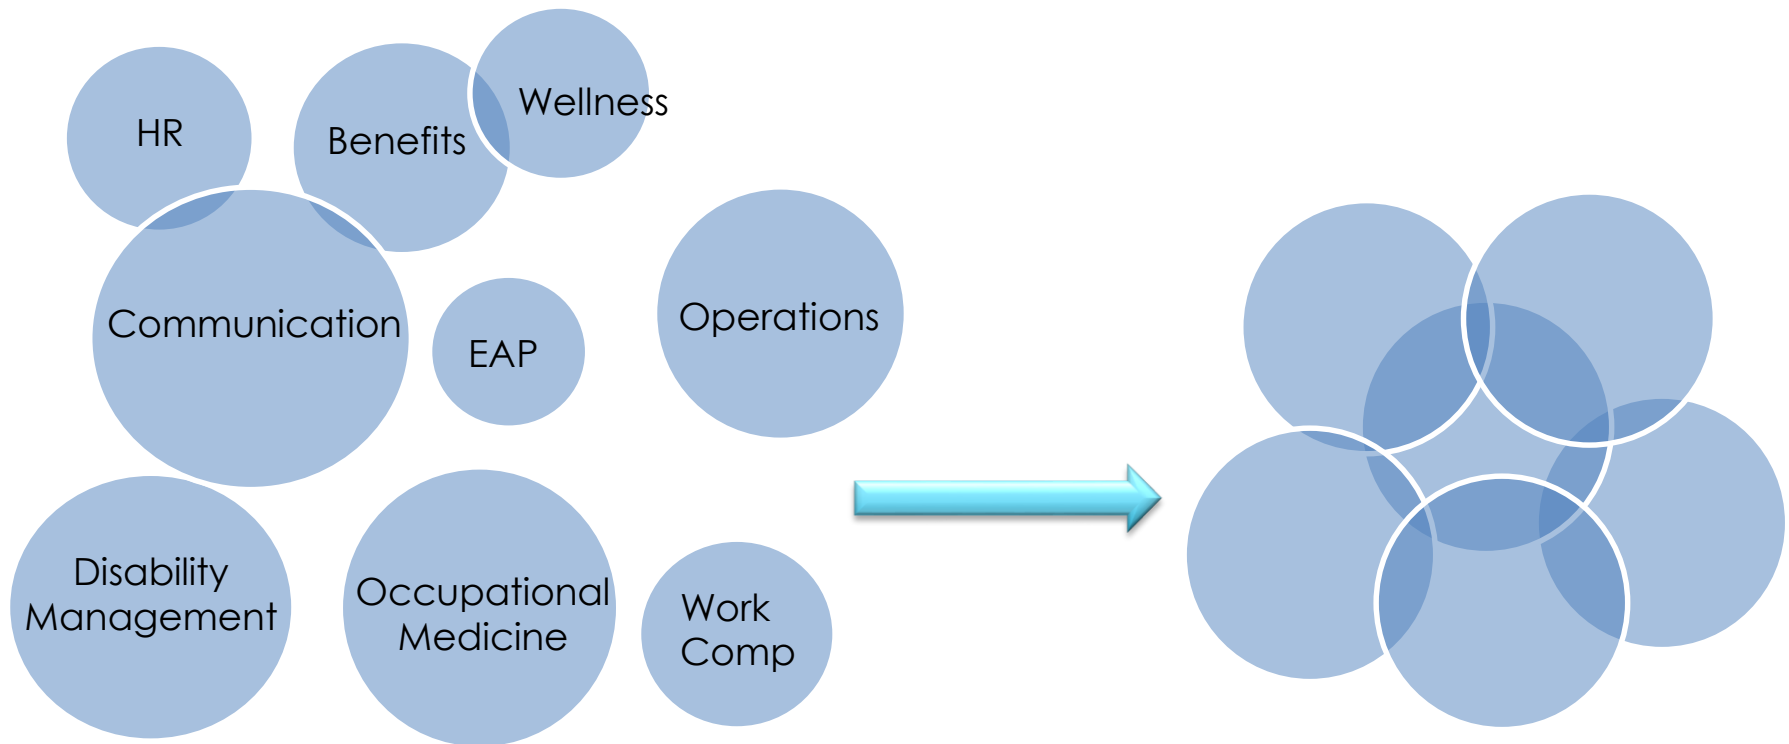 HR
Benefits
Wellness
Communication
EAP
Operations
Disability
Management
Occupational
Medicine
Work
Comp